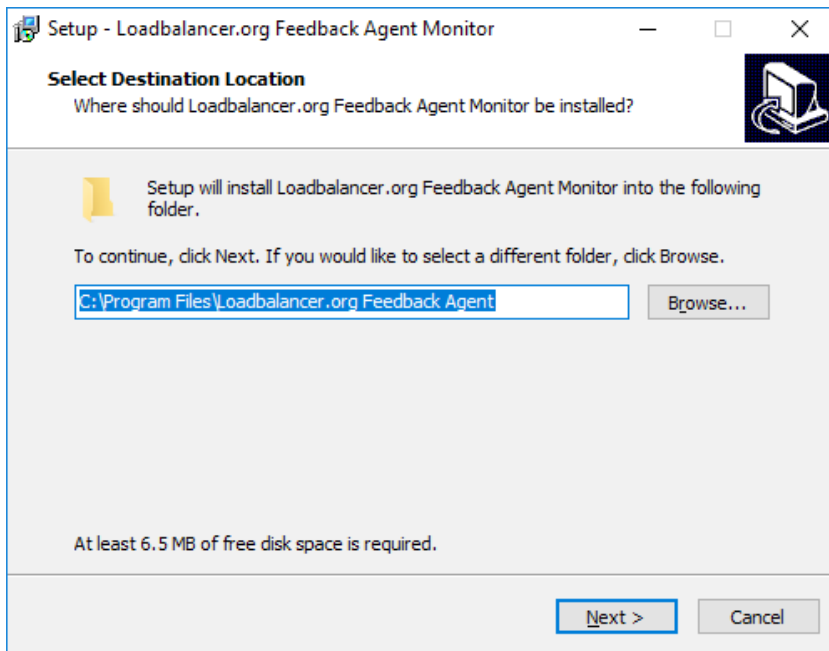 Setup - Loadbalancer.org Feedback Agent Monitor
Select Destination Location
Where should Loadbalancer.org Feedback Agent Monitor be installed?
Setup will install Loadbalancer.org Feedback Agent Monitor into the following
folder.
To continue, click Next. If you would like to select a different folder, click Browse.
C:\Program Files\Loadbalancer.org Feedback Agent
Browse...
At least 6.5 MB of free disk space is required.
Next >
Cancel